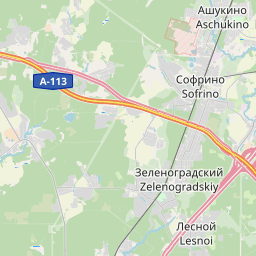 Ашукино
Aschukino
Софрино
Sofrino
A-113
Зеленоградский
Zelenogradskiy
Лесной
Lesnoi